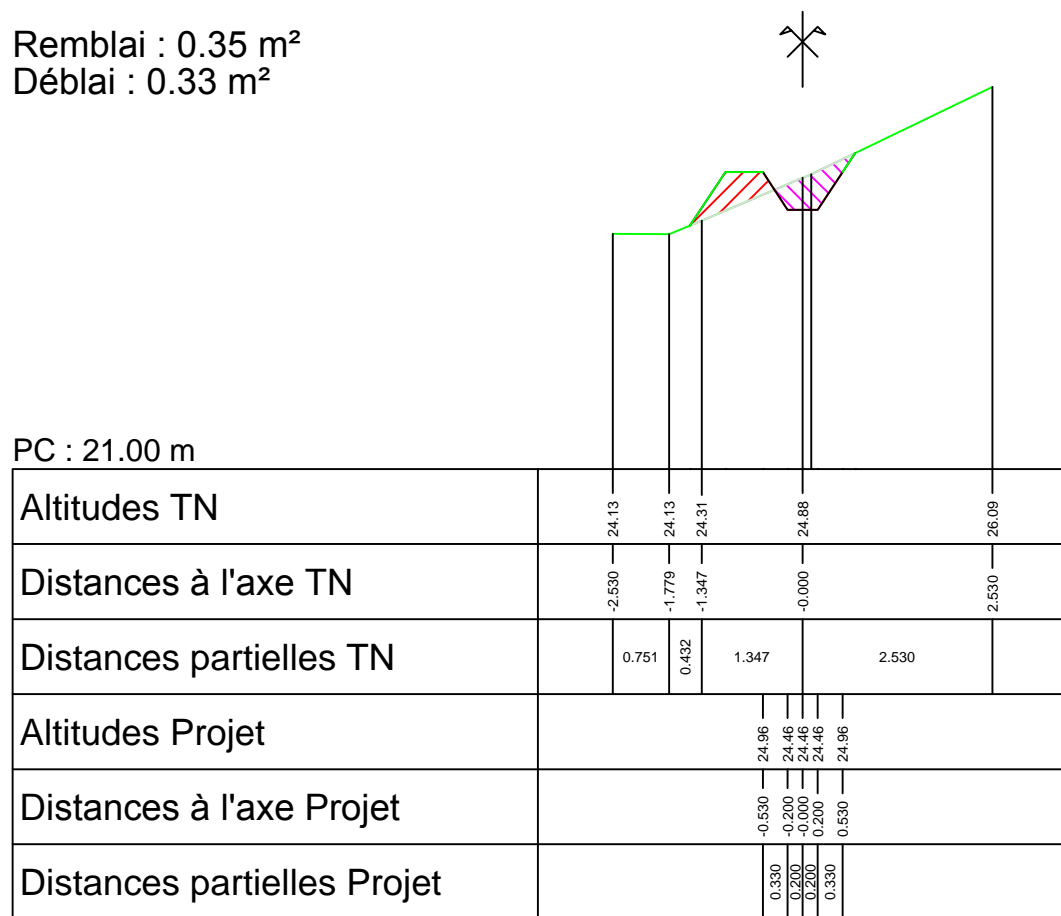 Remblai : 0.35 m²
Déblai : 0.33 m²
PC : 21.00 m
Altitudes TN 24.13 24.13 24.31 24.88 26.09
Distances à l'axe TN -2.530 -1.779 -1.347 -0.000 2.530
Distances partielles TN 0.751 0.432 1.347 2.530
Altitudes Projet 24.96 24.46 24.46 24.46 24.96
Distances à l'axe Projet -0.530 -0.200 -0.000 0.200 0.530
Distances partielles Projet 0.330 0.200 0.200 0.330